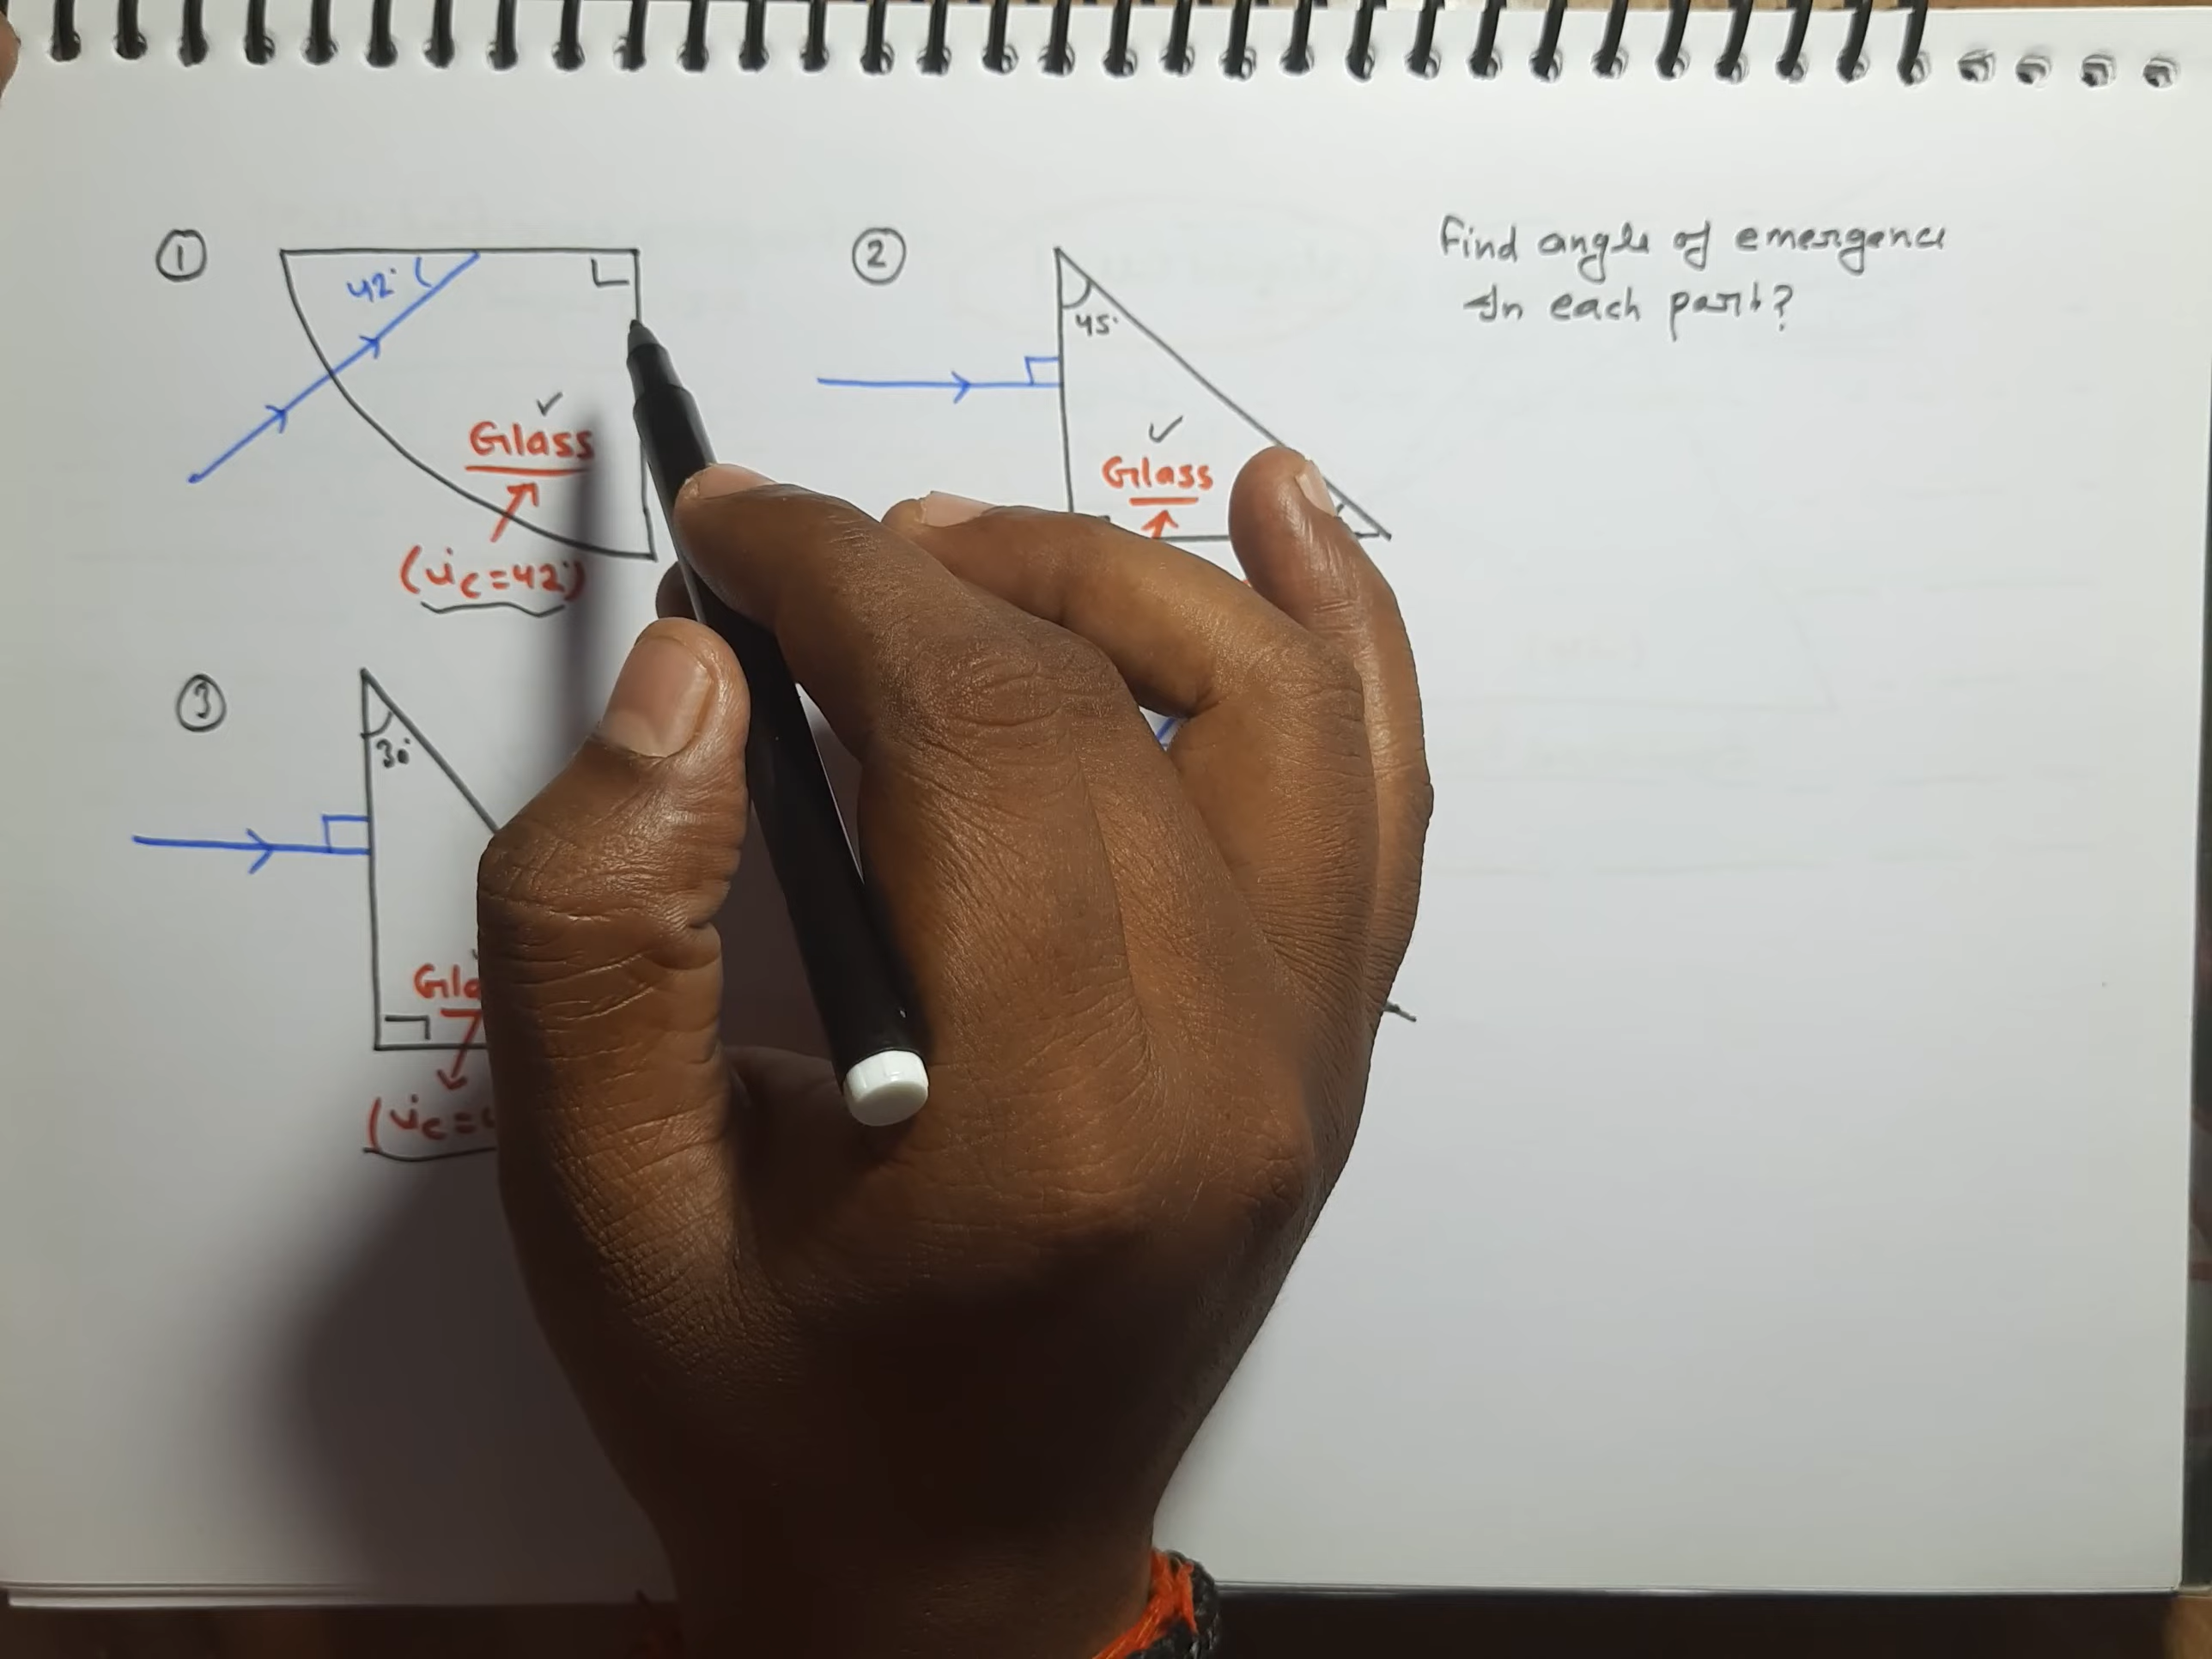 ①
42°
Glass
(ic=42°)
②
45°
Glass
Find angle of emergence
In each part?
③
30°